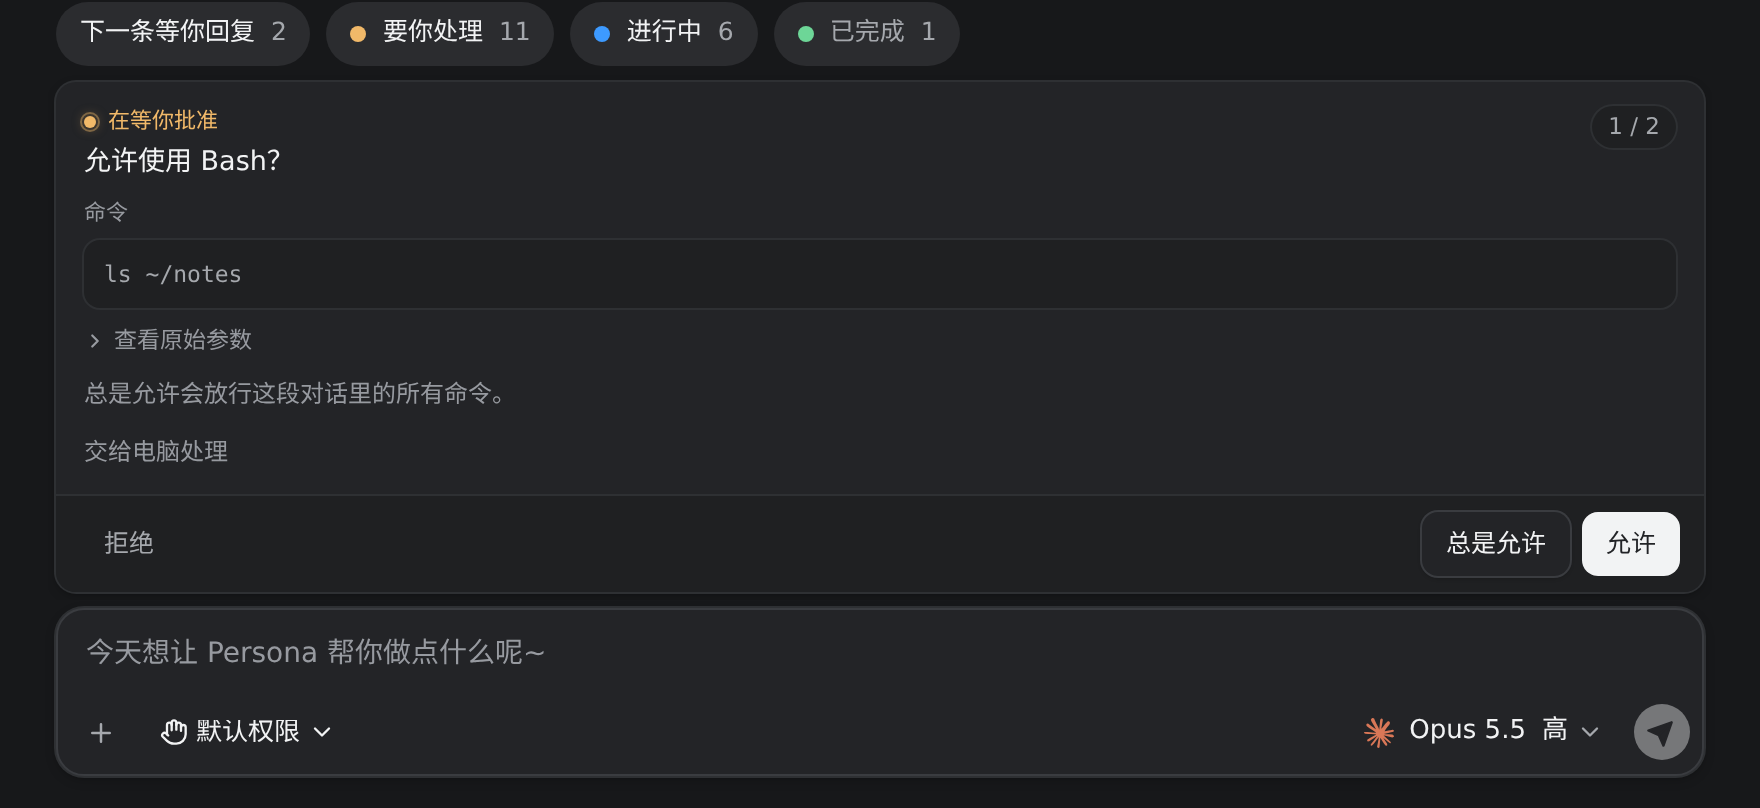 下一条等你回复 2 要你处理 11 进行中 6 已完成 1
在等你批准
1 / 2
允许使用 Bash?
命令
ls ~/notes
查看原始参数
总是允许会放行这段对话里的所有命令。
交给电脑处理
拒绝 总是允许 允许
今天想让 Persona 帮你做点什么呢~
默认权限 Opus 5.5 高